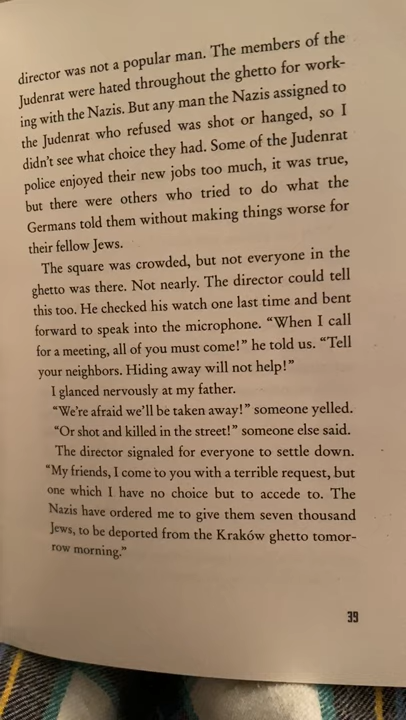 director was not a popular man. The members of the
Judenrat were hated throughout the ghetto for work-
ing with the Nazis. But any man the Nazis assigned to
the Judenrat who refused was shot or hanged, so I
didn't see what choice they had. Some of the Judenrat
police enjoyed their new jobs too much, it was true,
but there were others who tried to do what the
Germans told them without making things worse for
their fellow Jews.
The square was crowded, but not everyone in the
ghetto was there. Not nearly. The director could tell
this too. He checked his watch one last time and bent
forward to speak into the microphone. “When I call
for a meeting, all of you must come!” he told us. “Tell
your neighbors. Hiding away will not help!”
I glanced nervously at my father.
“We're afraid we'll be taken away!” someone yelled.
“Or shot and killed in the street!” someone else said.
The director signaled for everyone to settle down.
“My friends, I come to you with a terrible request, but
one which I have no choice but to accede to. The
Nazis have ordered me to give them seven thousand
Jews, to be deported from the Kraków ghetto tomor-
row morning.”
39